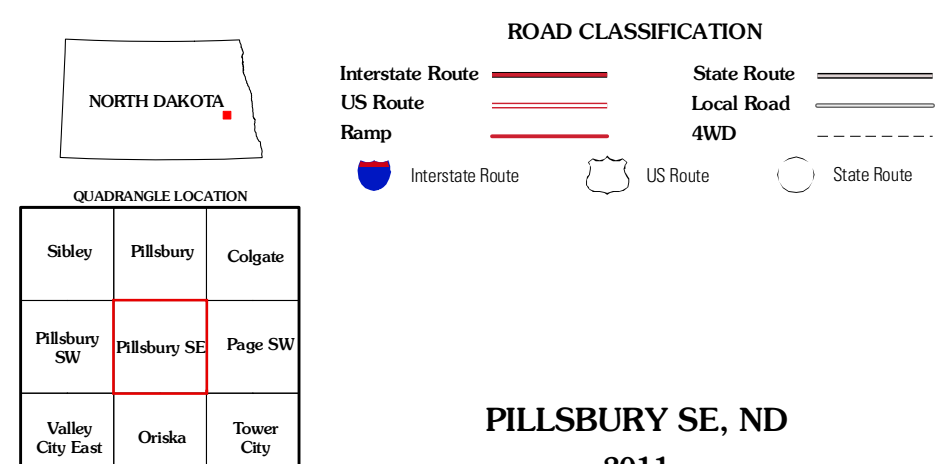 ROAD CLASSIFICATION
Interstate Route
State Route
US Route
Local Road
Ramp
4WD
Interstate Route
US Route
State Route
NORTH DAKOTA
QUADRANGLE LOCATION
Sibley
Pillsbury
Colgate
Pillsbury
SW
Pillsbury SE
Page SW
Valley
City East
Oriska
Tower
City
PILLSBURY SE, ND
2011